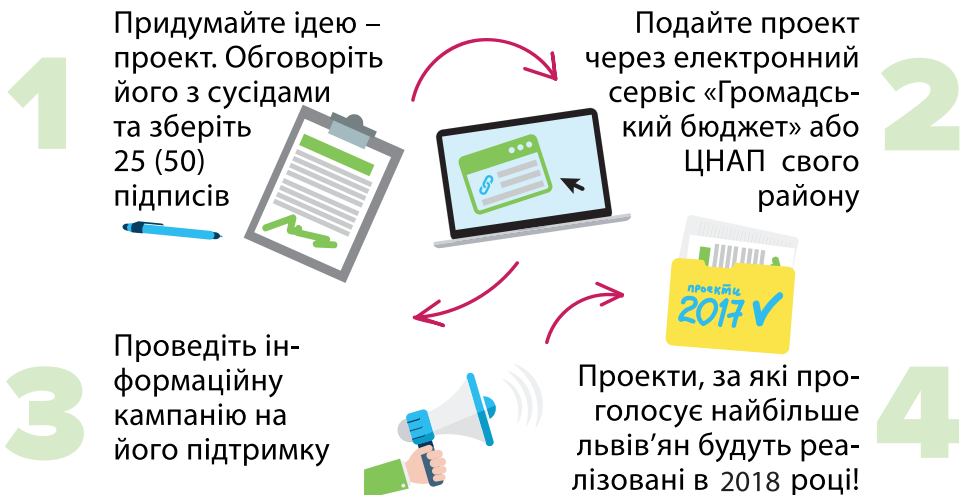 1
Придумайте ідею –
проект. Обговоріть
його з сусідами
та зберіть
25 (50)
підписів
2
Подайте проект
через електронний
сервіс «Громадсь-
кий бюджет» або
ЦНАП свого
району
3
Проведіть ін-
формаційну
кампанію на
його підтримку
проекти
2017
4
Проекти, за які про-
голосує найбільше
львів’ян будуть реа-
лізовані в 2018 році!